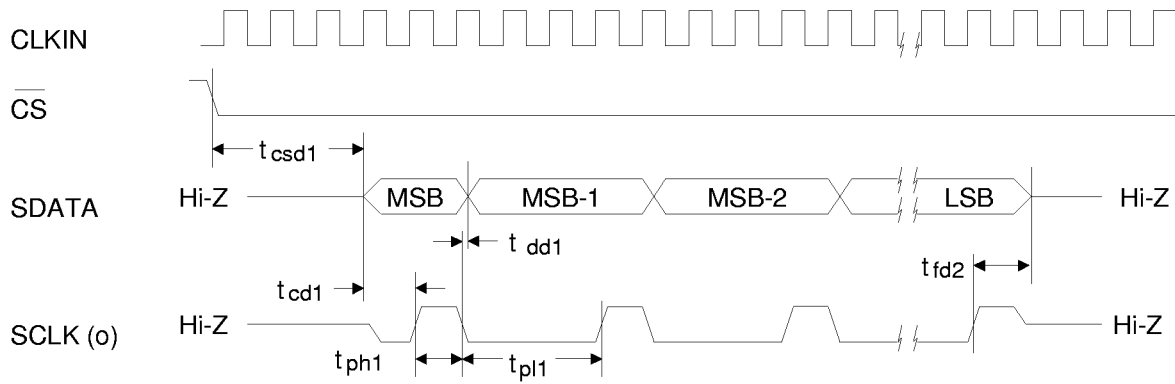 CLKIN
CS
t csd1
SDATA Hi-Z MSB MSB-1 MSB-2 LSB Hi-Z
t dd1
t fd2
t cd1
SCLK (o) Hi-Z Hi-Z
t ph1 t pl1